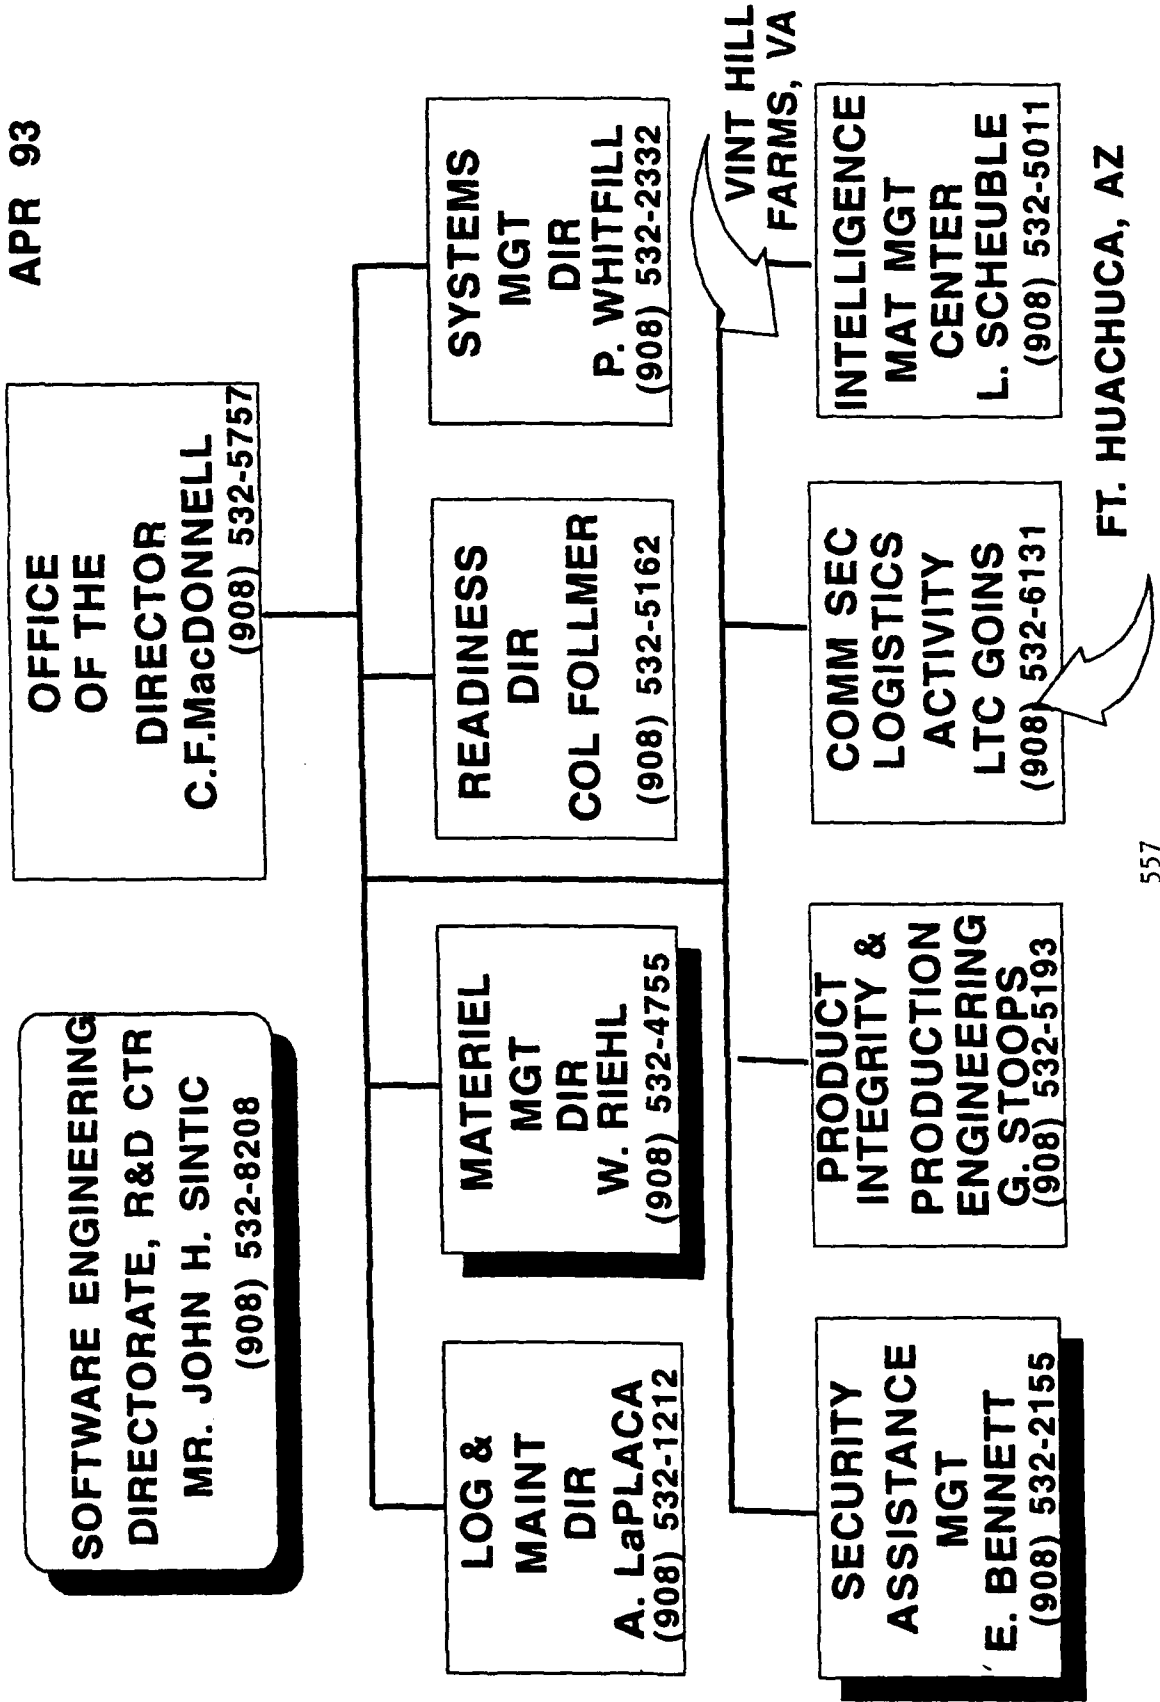 APR 93
SOFTWARE ENGINEERING
DIRECTORATE, R&D CTR
MR. JOHN H. SINTIC
(908) 532-8208
OFFICE
OF THE
DIRECTOR
C.F.MacDONNELL
(908) 532-5757
LOG &
MAINT
DIR
A. LaPLACA
(908) 532-1212
MATERIEL
MGT
DIR
W. RIEHL
(908) 532-4755
READINESS
DIR
COL FOLLMER
(908) 532-5162
SYSTEMS
MGT
DIR
P. WHITFILL
(908) 532-2332
VINT HILL
FARMS, VA
SECURITY
ASSISTANCE
MGT
E. BENNETT
(908) 532-2155
PRODUCT
INTEGRITY &
PRODUCTION
ENGINEERING
G. STOOPS
(908) 532-5193
COMM SEC
LOGISTICS
ACTIVITY
LTC GOINS
(908) 532-6131
INTELLIGENCE
MAT MGT
CENTER
L. SCHEUBLE
(908) 532-5011
FT. HUACHUCA, AZ
557